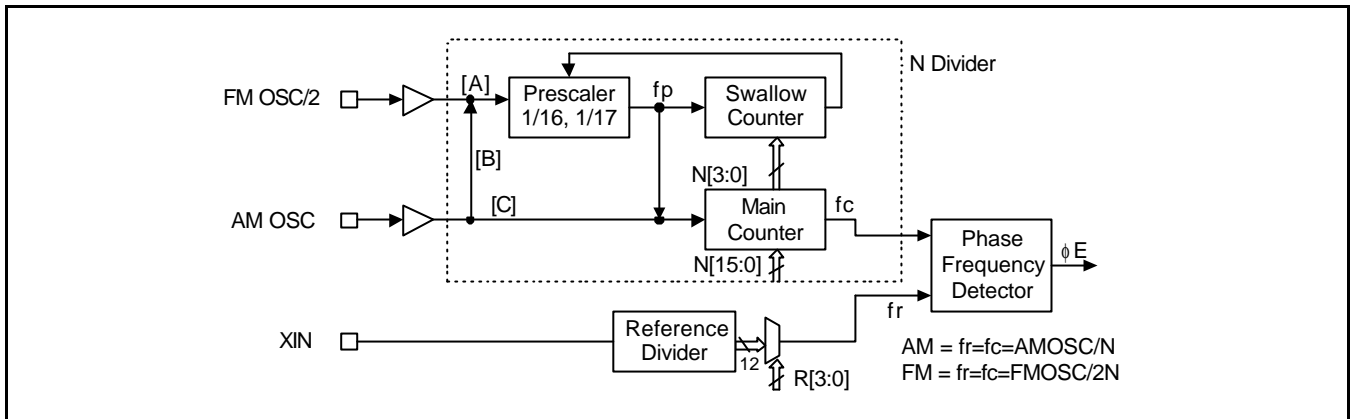 N Divider
FM OSC/2
[A]
Prescaler
1/16, 1/17
fp
Swallow
Counter
[B]
N[3:0]
AM OSC
[C]
Main
Counter
fc
N[15:0]
Phase
Frequency
Detector
ϕE
fr
XIN
Reference
Divider
12
R[3:0]
AM = fr=fc=AMOSC/N
FM = fr=fc=FMOSC/2N